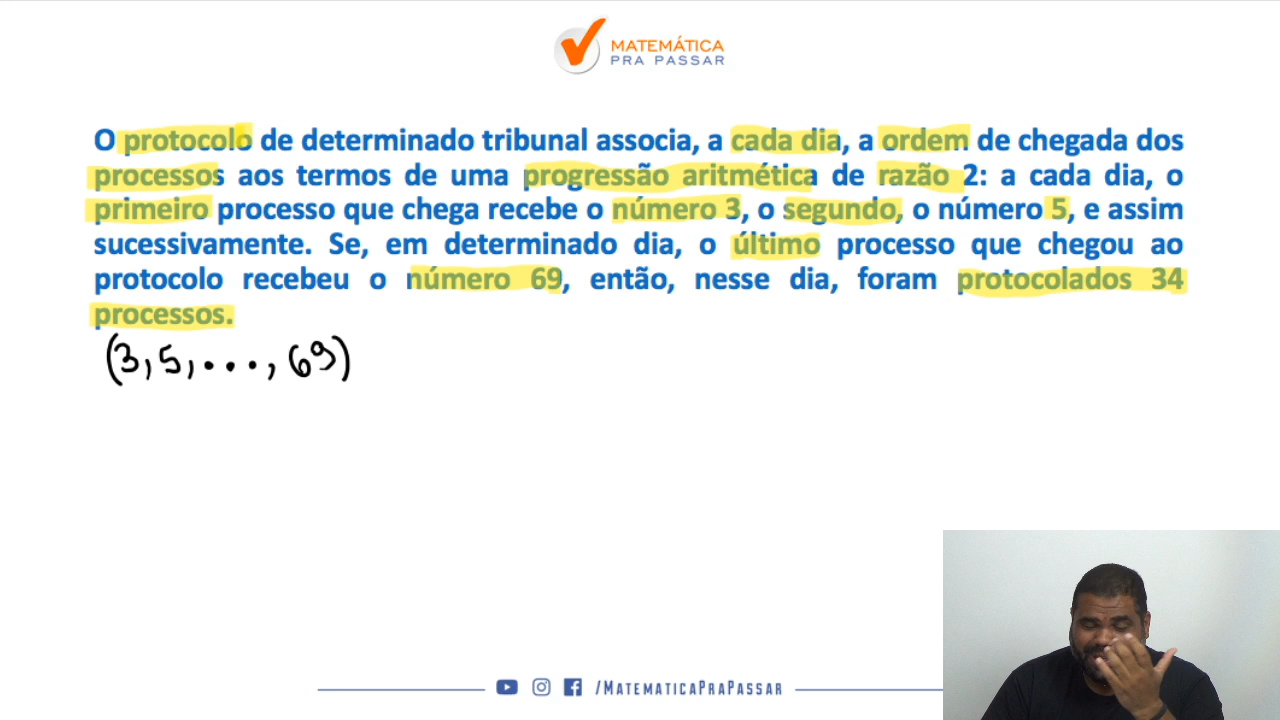 MATEMÁTICA
PRA PASSAR
O protocolo de determinado tribunal associa, a cada dia, a ordem de chegada dos
processos aos termos de uma progressão aritmética de razão 2: a cada dia, o
primeiro processo que chega recebe o número 3, o segundo, o número 5, e assim
sucessivamente. Se, em determinado dia, o último processo que chegou ao
protocolo recebeu o número 69, então, nesse dia, foram protocolados 34
processos.
(3, 5, ..., 69)
/MATEMATICAPRAPASSAR